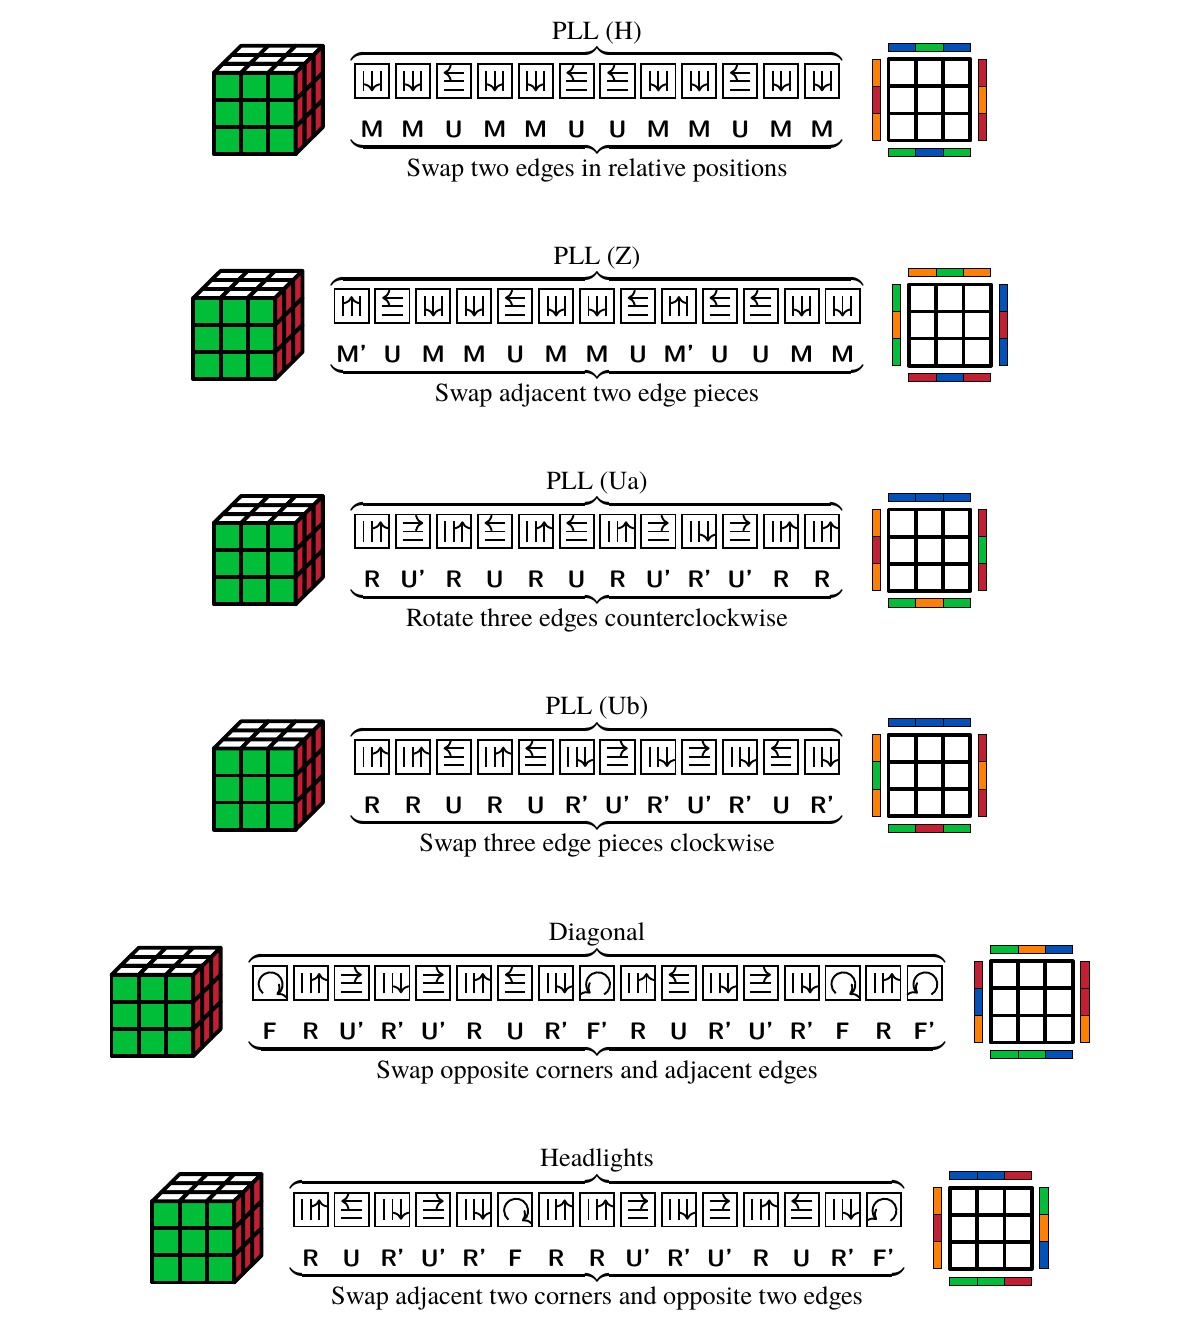 PLL (H)
M M U M M U U M M U M M
Swap two edges in relative positions
PLL (Z)
M’ U M M U M M U M’ U U M M
Swap adjacent two edge pieces
PLL (Ua)
R U’ R U R U R U’ R’ U’ R R
Rotate three edges counterclockwise
PLL (Ub)
R R U R U R’ U’ R’ U’ R’ U R’
Swap three edge pieces clockwise
Diagonal
F R U’ R’ U’ R U R’ F’ R U R’ U’ R’ F R F’
Swap opposite corners and adjacent edges
Headlights
R U R’ U’ R’ F R R U’ R’ U’ R U R’ F’
Swap adjacent two corners and opposite two edges